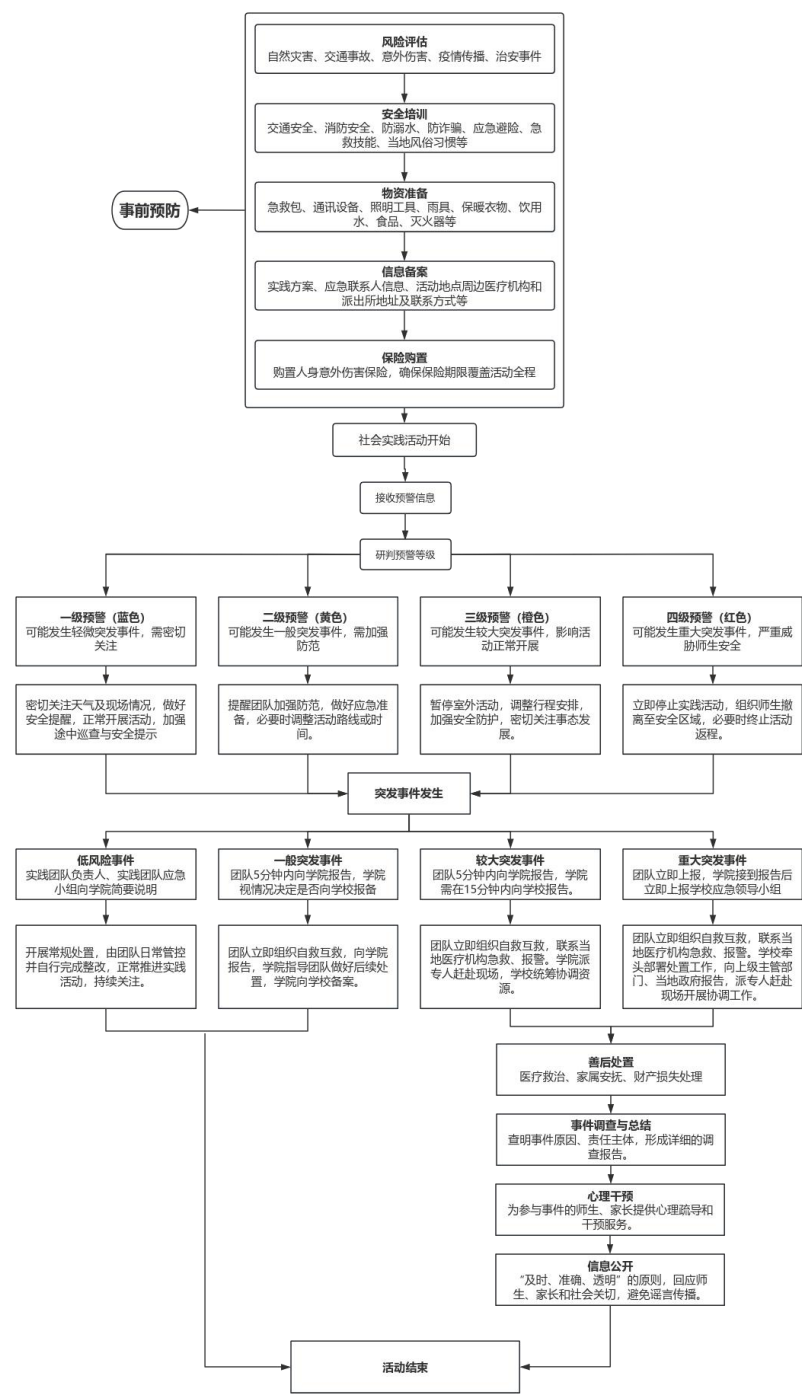 风险评估
自然灾害、交通事故、意外伤害、疫情传播、治安事件
安全培训
交通安全、消防安全、防溺水、防诈骗、应急避险、急
救技能、当地风俗习惯等
事前预防
物资准备
急救包、通讯设备、照明工具、雨具、保暖衣物、饮用
水、食品、灭火器等
信息备案
实践方案、应急联系人信息、活动地点周边医疗机构和
派出所地址及联系方式等
保险购置
购置人身意外伤害保险，确保保险期限覆盖活动全程
社会实践活动开始
接收预警信息
研判预警等级
一级预警（蓝色）
可能发生轻微突发事件，需密切
关注
二级预警（黄色）
可能发生一般突发事件，需加强
防范
三级预警（橙色）
可能发生较大突发事件，影响活
动正常开展
四级预警（红色）
可能发生重大突发事件，严重威
胁师生安全
密切关注天气及现场情况，做好
安全提醒，正常开展活动，加强
途中巡查与安全提示
提醒团队加强防范，做好应急准
备，必要时调整活动路线或时
间。
暂停室外活动，调整行程安排，
加强安全防护，密切关注事态发
展。
立即停止实践活动，组织师生撤
离至安全区域，必要时终止活动
返程。
突发事件发生
低风险事件
实践团队负责人、实践团队应急
小组向学院简要说明
一般突发事件
团队5分钟内向学院报告，学院
视情况决定是否向学校报备
较大突发事件
团队5分钟内向学院报告，学院
需在15分钟内向学校报告。
重大突发事件
团队立即上报，学院接到报告后
立即上报学校应急领导小组
开展常规处置，由团队日常管控
并自行完成整改，正常推进实践
活动，持续关注。
团队立即组织自救互救，向学院
报告，学院指导团队做好后续处
置，学院向学校备案。
团队立即组织自救互救，联系当
地医疗机构急救、报警。学院派
专人赶赴现场，学校统筹协调
资源。
团队立即组织自救互救，联系当
地医疗机构急救、报警。学校牵
头部署处置工作，向上级主管部
门、当地政府报告，派专人赶赴
现场开展协调工作。
善后处置
医疗救治、家属安抚、财产损失处理
事件调查与总结
查明事件原因、责任主体，形成详细的调
查报告。
心理干预
为参与事件的师生、家长提供心理疏导和
干预服务。
信息公开
“及时、准确、透明”的原则，回应师
生、家长和社会关切，避免谣言传播。
活动结束